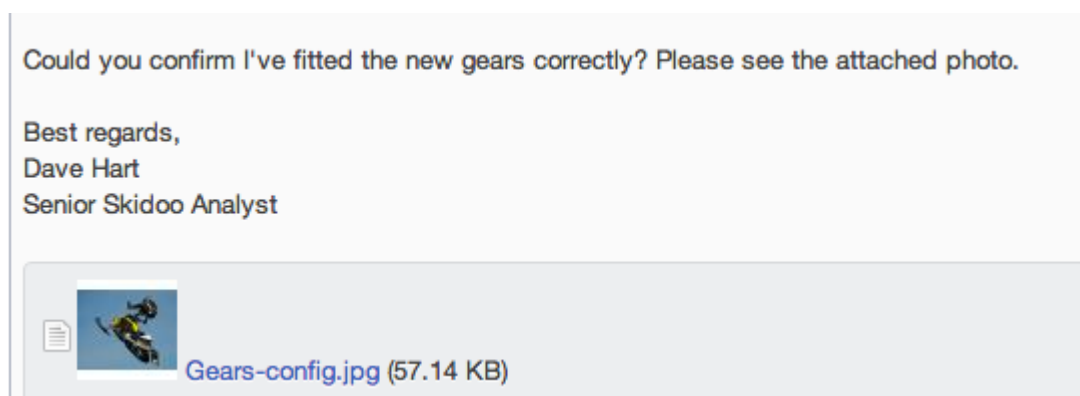 Could you confirm I've fitted the new gears correctly? Please see the attached photo.
Best regards,
Dave Hart
Senior Skidoo Analyst
Gears-config.jpg (57.14 KB)